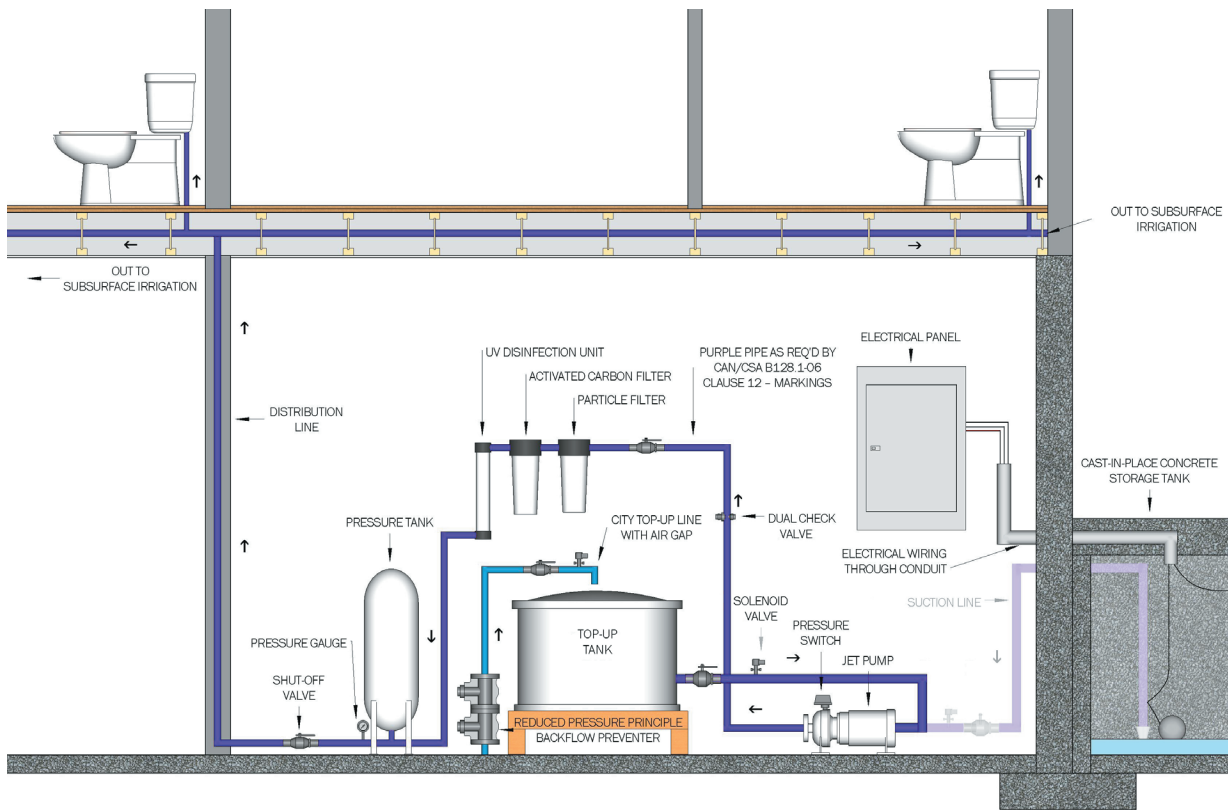 OUT TO SUBSURFACE
IRRIGATION
OUT TO
SUBSURFACE IRRIGATION
UV DISINFECTION UNIT
ACTIVATED CARBON FILTER
PARTICLE FILTER
PURPLE PIPE AS REQ'D BY
CAN/CSA B128.1-06
CLAUSE 12 – MARKINGS
ELECTRICAL PANEL
DISTRIBUTION
LINE
CAST-IN-PLACE CONCRETE
STORAGE TANK
PRESSURE TANK
CITY TOP-UP LINE
WITH AIR GAP
DUAL CHECK
VALVE
ELECTRICAL WIRING
THROUGH CONDUIT
SUCTION LINE
SOLENOID
VALVE
PRESSURE
SWITCH
JET PUMP
TOP-UP
TANK
PRESSURE GAUGE
SHUT-OFF
VALVE
REDUCED PRESSURE PRINCIPLE
BACKFLOW PREVENTER